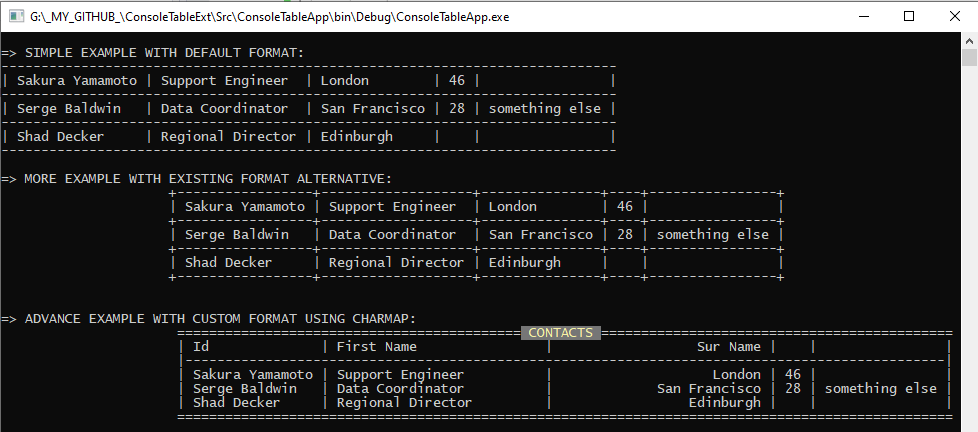 G:\_MY_GITHUB_\ConsoleTableExt\Src\ConsoleTableApp\bin\Debug\ConsoleTableApp.exe
=> SIMPLE EXAMPLE WITH DEFAULT FORMAT:
-----------------------------------------------------------------------------
| Sakura Yamamoto | Support Engineer  | London        | 46 |                |
-----------------------------------------------------------------------------
| Serge Baldwin   | Data Coordinator  | San Francisco | 28 | something else |
-----------------------------------------------------------------------------
| Shad Decker     | Regional Director | Edinburgh     |    |                |
-----------------------------------------------------------------------------
=> MORE EXAMPLE WITH EXISTING FORMAT ALTERNATIVE:
+-----------------+-------------------+---------------+----+----------------+
| Sakura Yamamoto | Support Engineer  | London        | 46 |                |
+-----------------+-------------------+---------------+----+----------------+
| Serge Baldwin   | Data Coordinator  | San Francisco | 28 | something else |
+-----------------+-------------------+---------------+----+----------------+
| Shad Decker     | Regional Director | Edinburgh     |    |                |
+-----------------+-------------------+---------------+----+----------------+
=> ADVANCE EXAMPLE WITH CUSTOM FORMAT USING CHARMAP:
=========================================== CONTACTS ============================================
| Id              | First Name                |                  Sur Name |    |                |
|-----------------------------------------------------------------------------------------------|
| Sakura Yamamoto | Support Engineer          |                    London | 46 |                |
| Serge Baldwin   | Data Coordinator          |             San Francisco | 28 | something else |
| Shad Decker     | Regional Director         |                 Edinburgh |    |                |
=================================================================================================